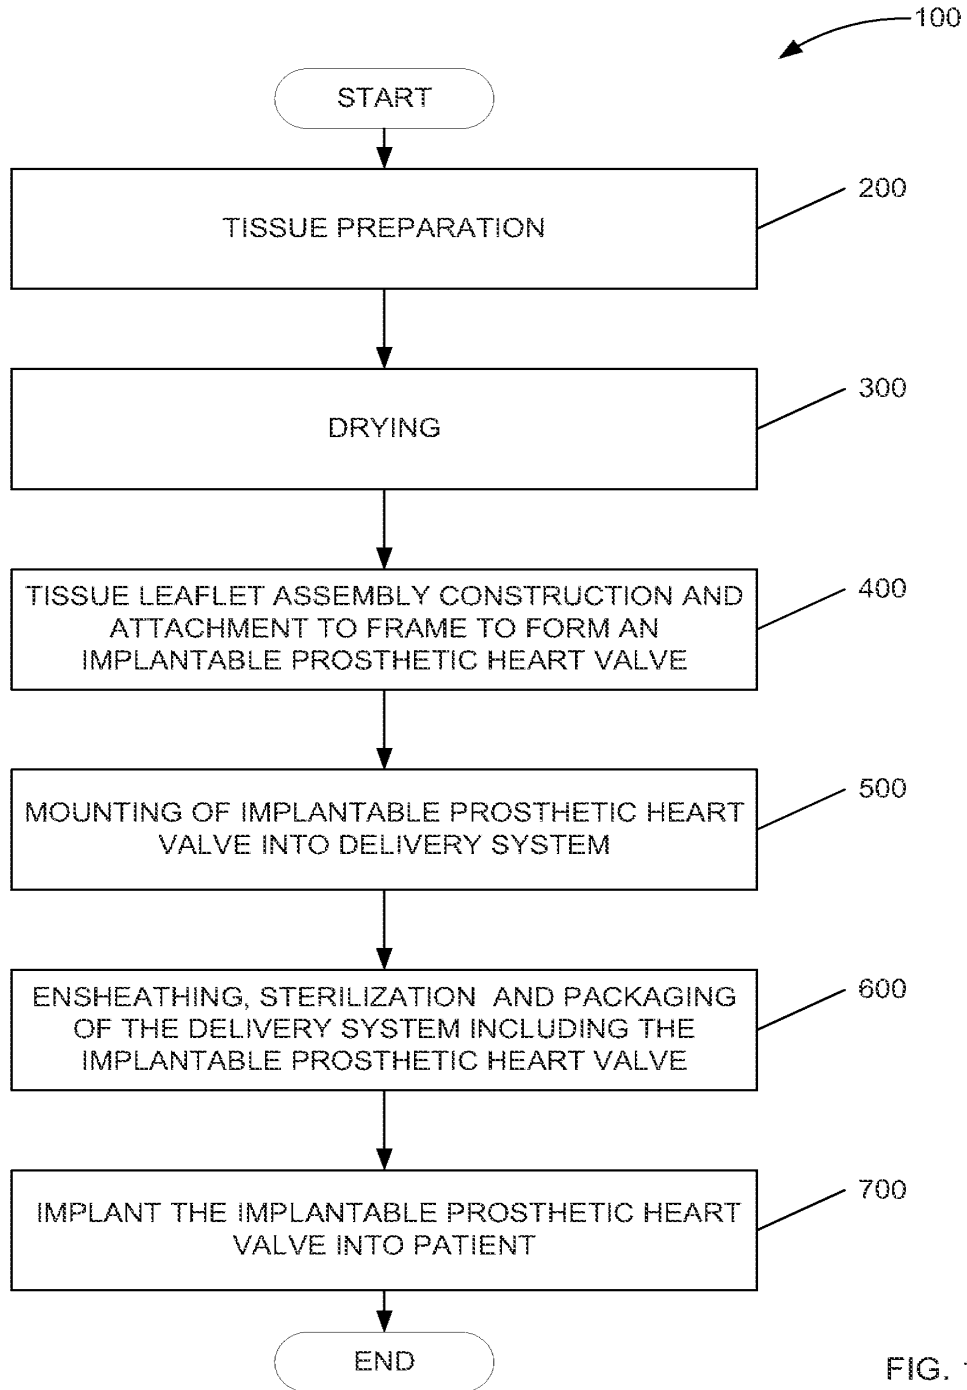 100
START
200
TISSUE PREPARATION
300
DRYING
400
TISSUE LEAFLET ASSEMBLY CONSTRUCTION AND
ATTACHMENT TO FRAME TO FORM AN
IMPLANTABLE PROSTHETIC HEART VALVE
500
MOUNTING OF IMPLANTABLE PROSTHETIC HEART
VALVE INTO DELIVERY SYSTEM
600
ENSHEATHING, STERILIZATION AND PACKAGING
OF THE DELIVERY SYSTEM INCLUDING THE
IMPLANTABLE PROSTHETIC HEART VALVE
700
IMPLANT THE IMPLANTABLE PROSTHETIC HEART
VALVE INTO PATIENT
END
FIG.